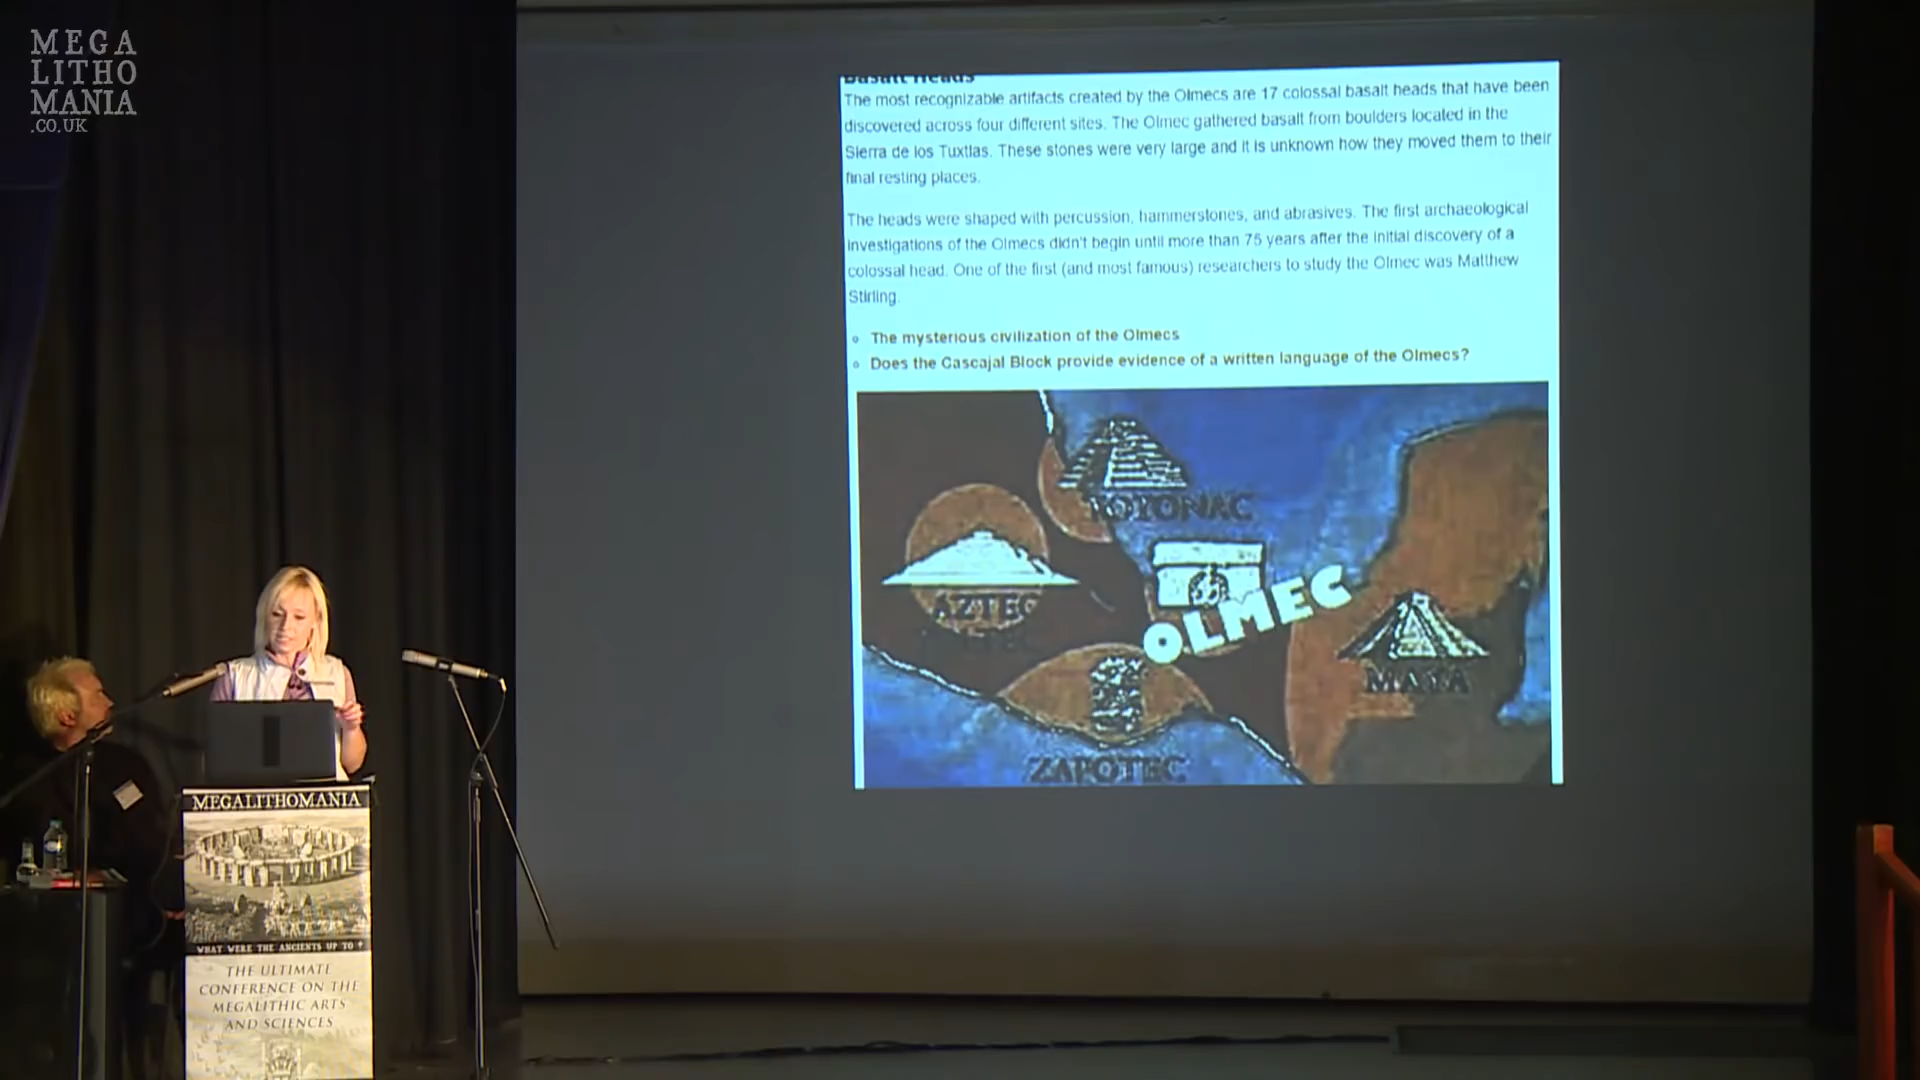 MEGA
LITHO
MANIA
.CO.UK
Basalt Heads
The most recognizable artifacts created by the Olmecs are 17 colossal basalt heads that have been
discovered across four different sites. The Olmec gathered basalt from boulders located in the
Sierra de los Tuxtlas. These stones were very large and it is unknown how they moved them to their
final resting places.
The heads were shaped with percussion, hammerstones, and abrasives. The first archaeological
investigations of the Olmecs didn't begin until more than 75 years after the initial discovery of a
colossal head. One of the first (and most famous) researchers to study the Olmec was Matthew
Stirling.
The mysterious civilization of the Olmecs
Does the Cascajal Block provide evidence of a written language of the Olmecs?
TOTONAC
AZTEC
OLMEC
MAYA
ZAPOTEC
MEGALITHOMANIA
WHAT WERE THE ANCIENTS UP TO ?
THE ULTIMATE
CONFERENCE ON THE
MEGALITHIC ARTS
AND SCIENCES